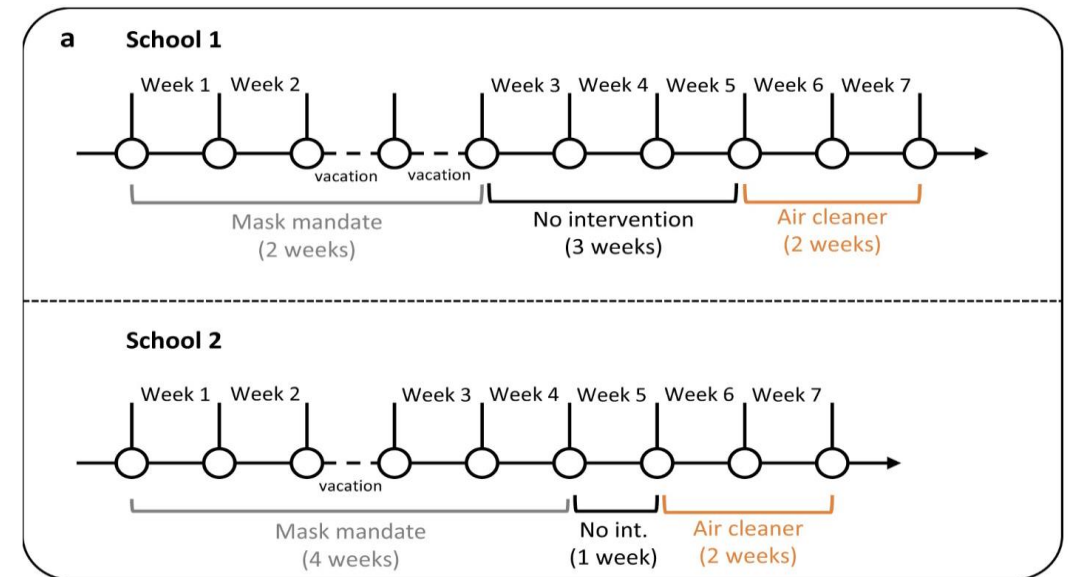 a School 1
Week 1 Week 2 Week 3 Week 4 Week 5 Week 6 Week 7
vacation vacation
Mask mandate
(2 weeks)
No intervention
(3 weeks)
Air cleaner
(2 weeks)
School 2
Week 1 Week 2 Week 3 Week 4 Week 5 Week 6 Week 7
vacation
Mask mandate
(4 weeks)
No int.
(1 week)
Air cleaner
(2 weeks)